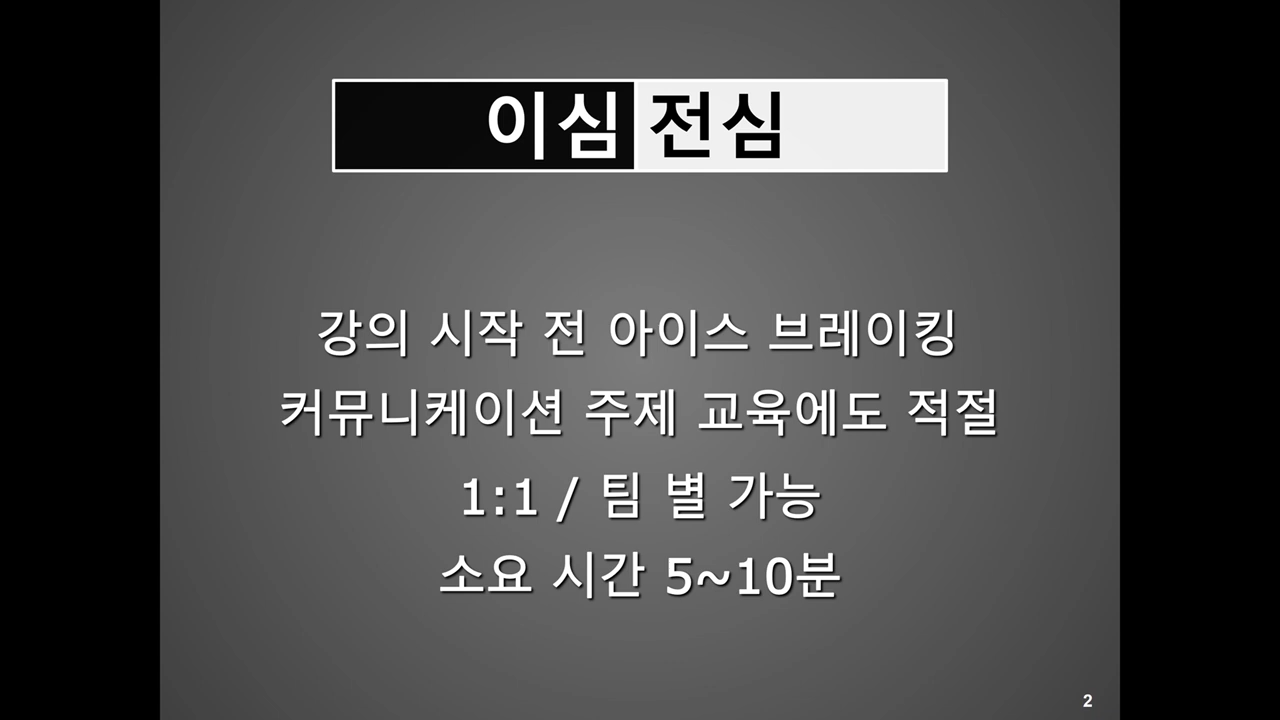 이심전심
강의 시작 전 아이스 브레이킹
커뮤니케이션 주제 교육에도 적절
1:1 / 팀 별 가능
소요 시간 5~10분
2